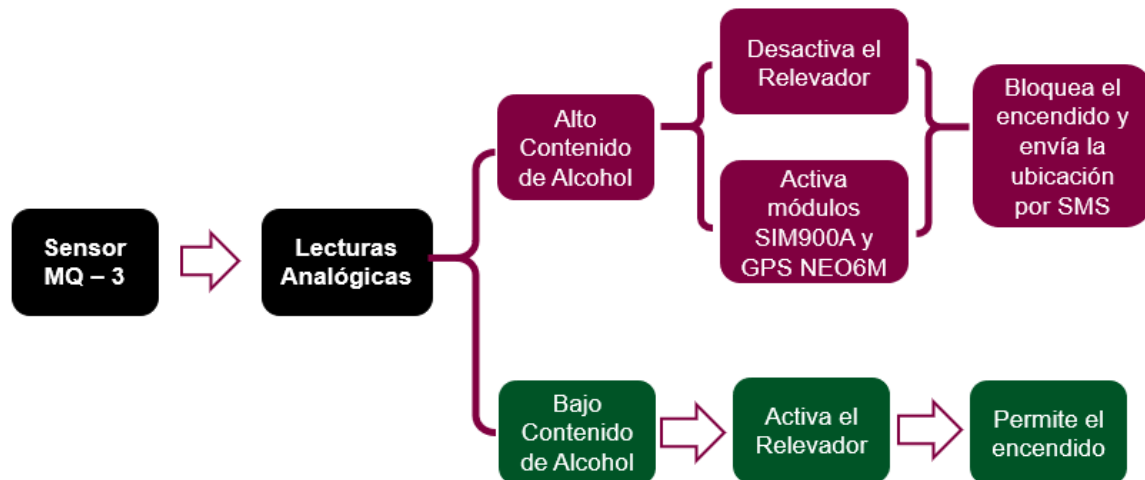 Sensor
MQ – 3
Lecturas
Analógicas
Alto
Contenido
de Alcohol
Desactiva el
Relevador
Activa
módulos
SIM900A y
GPS NEO6M
Bloquea el
encendido y
envía la
ubicación
por SMS
Bajo
Contenido
de Alcohol
Activa el
Relevador
Permite el
encendido